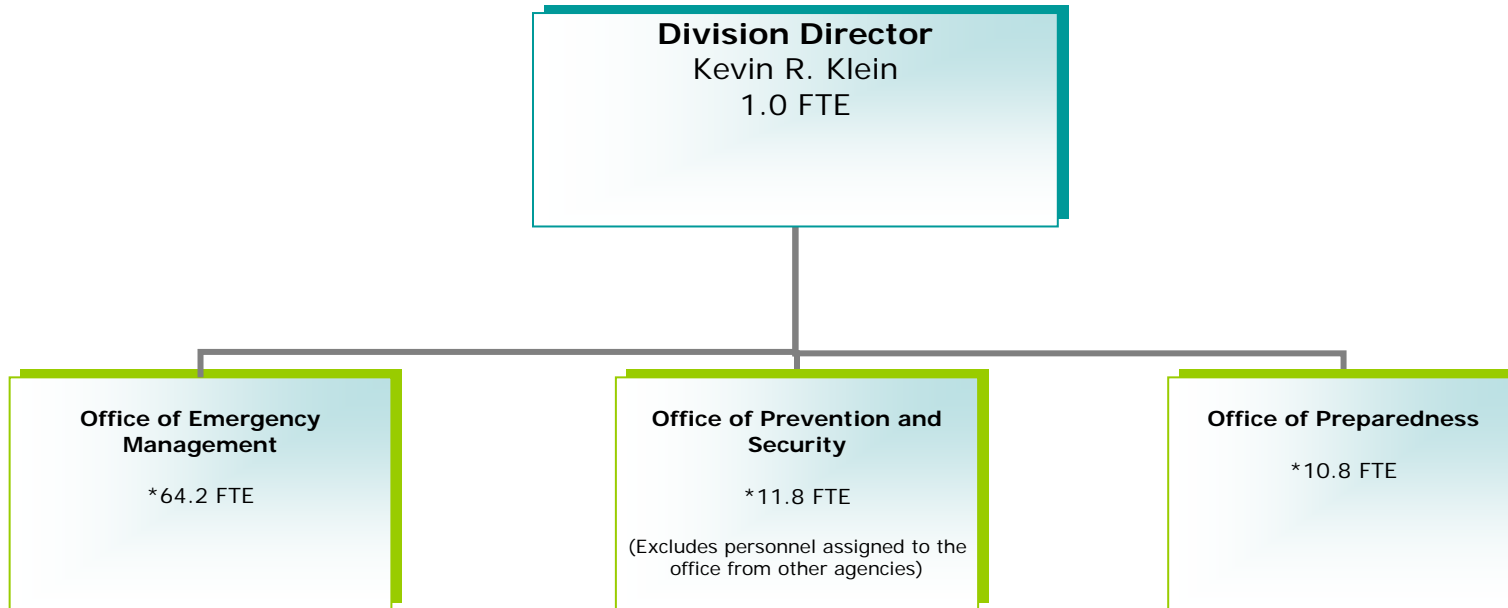 Division Director
Kevin R. Klein
1.0 FTE
Office of Emergency
Management
*64.2 FTE
Office of Prevention and
Security
*11.8 FTE
(Excludes personnel assigned to the
office from other agencies)
Office of Preparedness
*10.8 FTE